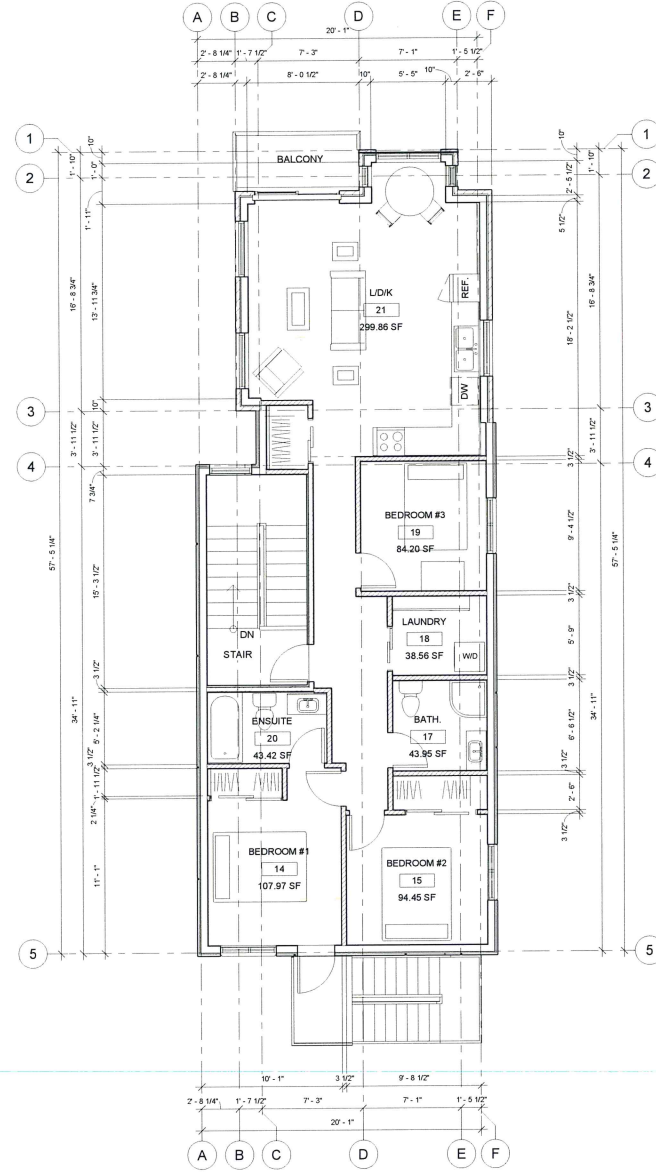 A
B
C
D
E
F
20' - 1"
2' - 8 1/4"
1' - 7 1/2"
7' - 3"
7' - 1"
1' - 5 1/2"
2' - 8 1/4"
8' - 0 1/2"
10"
5' - 5"
10"
2' - 6"
1
1' - 10"
10"
2
1' - 0"
1' - 11"
16' - 8 3/4"
13' - 11 3/4"
3
10"
3' - 11 1/2"
3' - 11 1/2"
4
7 3/4"
57' - 5 1/4"
15' - 3 1/2"
34' - 11"
3 1/2"
5' - 2 1/4"
3 1/2"
1' - 11 1/2"
2 1/4"
11' - 1"
5
BALCONY
L/D/K
21
299.86 SF
REF.
DW
BEDROOM #3
19
84.20 SF
LAUNDRY
18
38.56 SF
W/D
DN
STAIR
ENSUITE
20
43.42 SF
BATH.
17
43.95 SF
BEDROOM #1
14
107.97 SF
BEDROOM #2
15
94.45 SF
1
10"
1' - 10"
2
2' - 5 1/2"
5 1/2"
16' - 8 3/4"
18' - 2 1/2"
3
3' - 11 1/2"
4
3 1/2"
9' - 4 1/2"
57' - 5 1/4"
3 1/2"
5' - 9"
3 1/2"
34' - 11"
6' - 6 1/2"
3 1/2"
2' - 6"
3 1/2"
5
10' - 1"
3 1/2"
9' - 8 1/2"
2' - 8 1/4"
1' - 7 1/2"
7' - 3"
7' - 1"
1' - 5 1/2"
20' - 1"
A
B
C
D
E
F